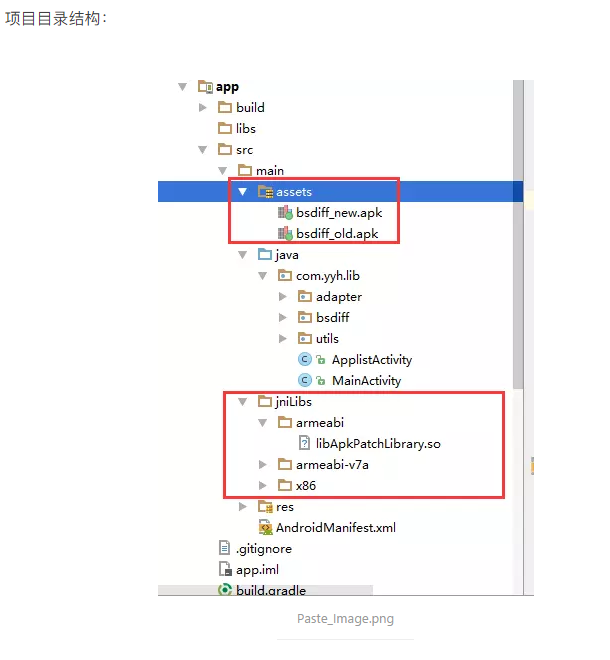 项目目录结构：
app
build
libs
src
main
assets
bsdiff_new.apk
bsdiff_old.apk
java
com.yyh.lib
adapter
bsdiff
utils
ApplistActivity
MainActivity
jniLibs
armeabi
libApkPatchLibrary.so
armeabi-v7a
x86
res
AndroidManifest.xml
.gitignore
app.iml
build.gradle
Paste_Image.png